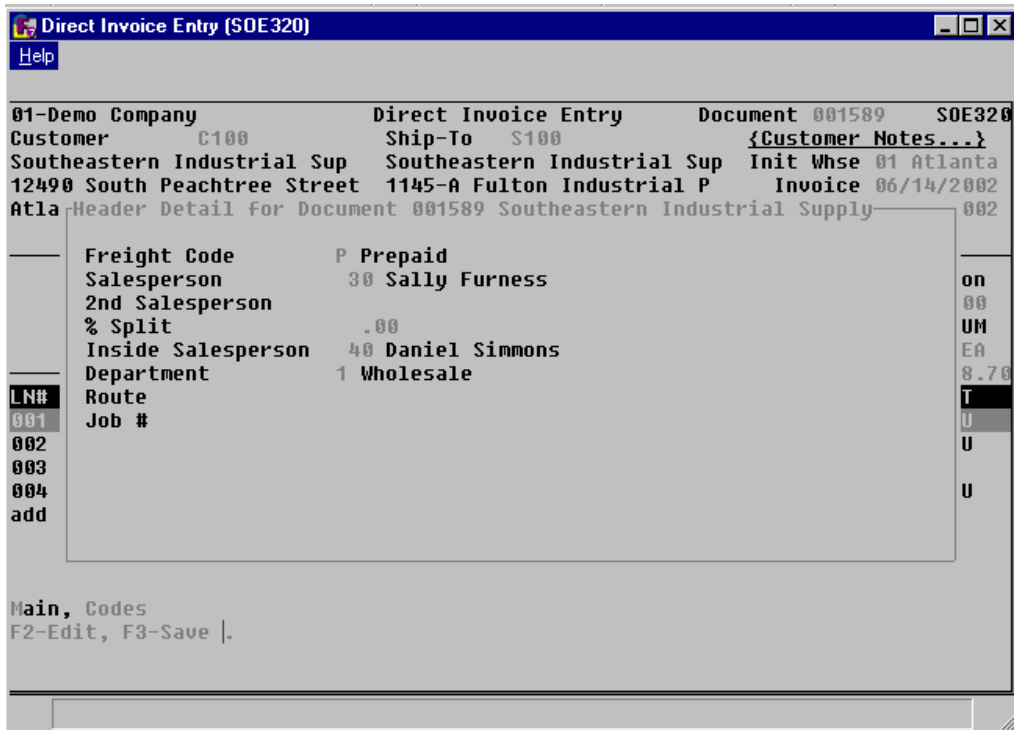 Direct Invoice Entry (SOE320)
Help
01-Demo Company Direct Invoice Entry Document 001589 SOE320
Customer C100 Ship-To S100 {Customer Notes...}
Southeastern Industrial Sup Southeastern Industrial Sup Init Whse 01 Atlanta
12490 South Peachtree Street 1145-A Fulton Industrial P Invoice 06/14/2002
Atla Header Detail for Document 001589 Southeastern Industrial Supply 002
Freight Code P Prepaid
Salesperson 30 Sally Furness on
2nd Salesperson 00
% Split .00 UM
Inside Salesperson 40 Daniel Simmons EA
Department 1 Wholesale 8.70
LN# Route T
001 Job # U
002 U
003
004 U
add
Main, Codes
F2-Edit, F3-Save .